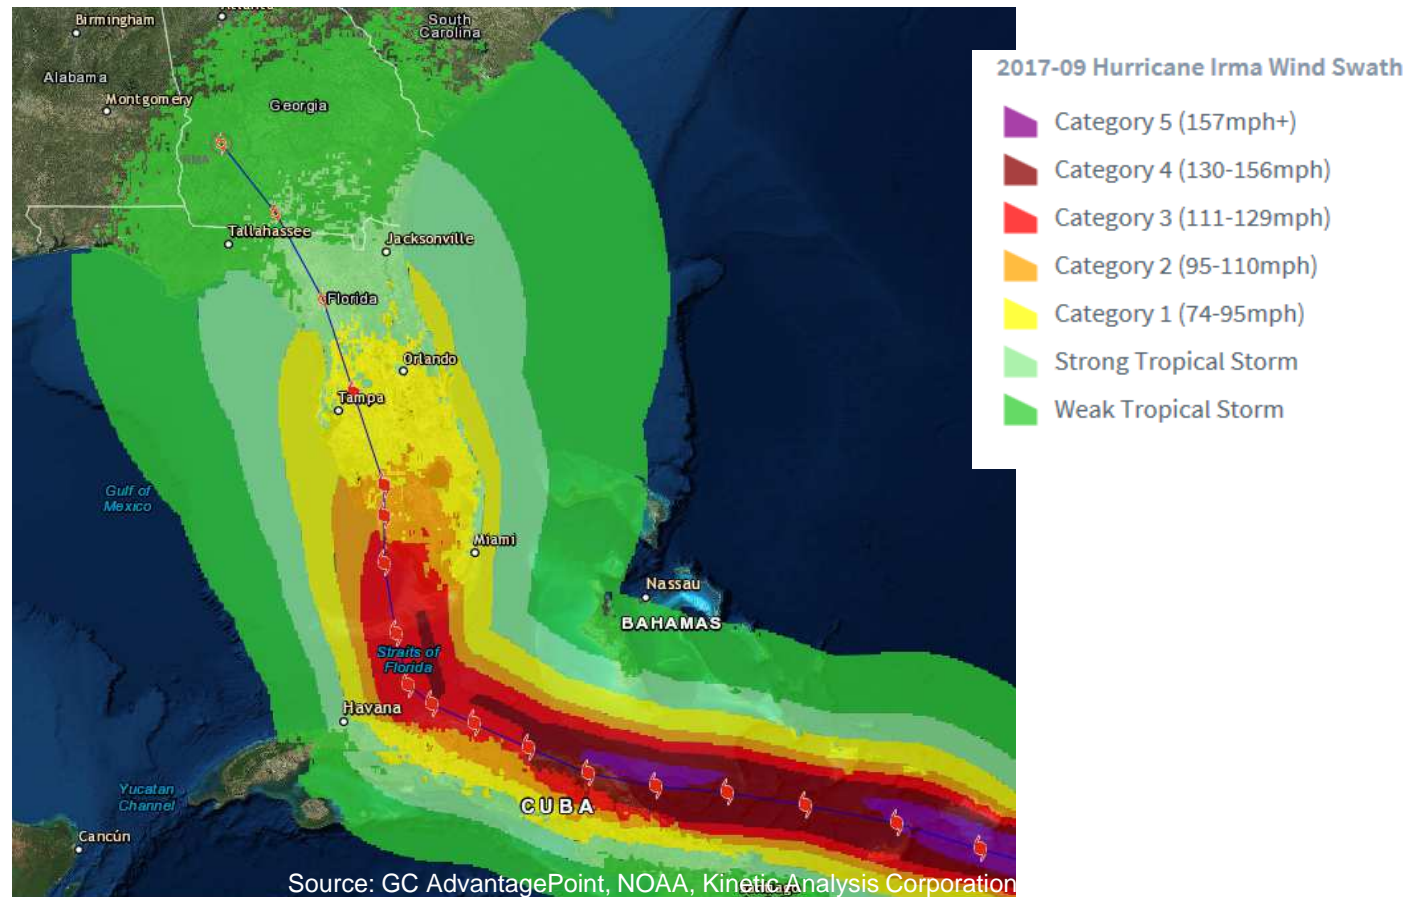 Atlanta
Birmingham
South
Carolina
Alabama
Montgomery
Georgia
IRMA
Tallahassee
Jacksonville
Florida
Orlando
Tampa
Gulf of
Mexico
Miami
Nassau
BAHAMAS
Straits of
Florida
Havana
Yucatan
Channel
CUBA
Cancún
Source: GC AdvantagePoint, NOAA, Kinetic Analysis Corporation
2017-09 Hurricane Irma Wind Swath
Category 5 (157mph+)
Category 4 (130-156mph)
Category 3 (111-129mph)
Category 2 (95-110mph)
Category 1 (74-95mph)
Strong Tropical Storm
Weak Tropical Storm